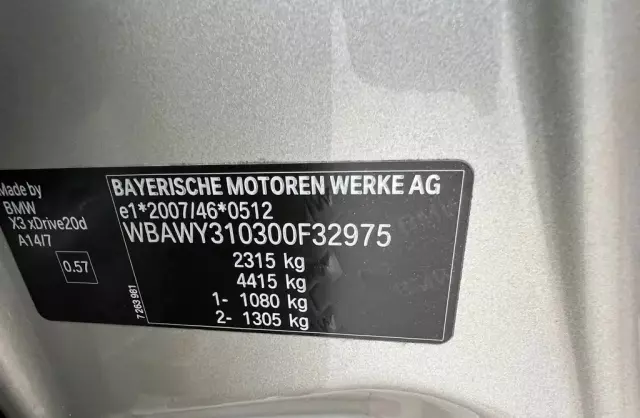 Made by
BMW
X3 xDrive20d
A14/7
0.57
7 263 961
BAYERISCHE MOTOREN WERKE AG
e1*2007/46*0512
WBAWY310300F32975
2315 kg
4415 kg
1- 1080 kg
2- 1305 kg